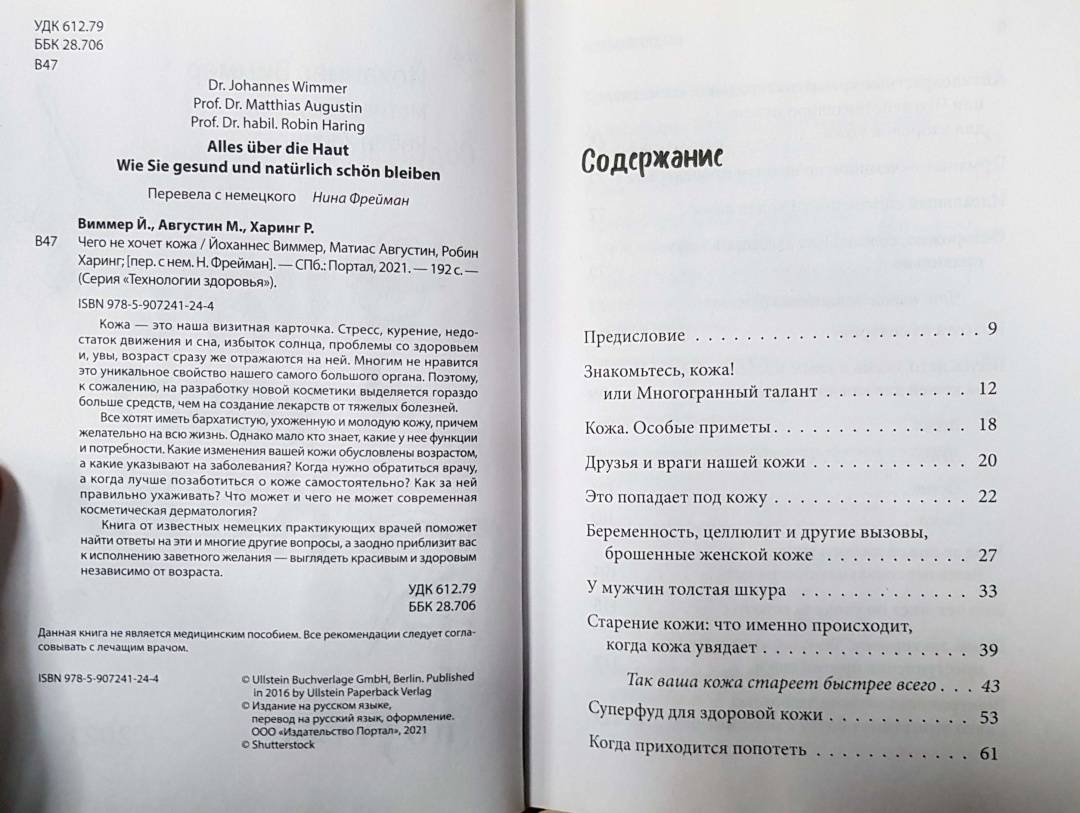 УДК 612.79
ББК 28.706
В47
Dr. Johannes Wimmer
Prof. Dr. Matthias Augustin
Prof. Dr. habil. Robin Haring
Alles über die Haut
Wie Sie gesund und natürlich schön bleiben
Перевела с немецкого Нина Фрейман
Виммер Й., Августин М., Харинг Р.
В47 Чего не хочет кожа / Йоханнес Виммер, Матиас Августин, Робин
Харинг; [пер. с нем. Н. Фрейман]. — СПб.: Портал, 2021. — 192 с. —
(Серия «Технологии здоровья»).
ISBN 978-5-907241-24-4
Кожа — это наша визитная карточка. Стресс, курение, недо-
статок движения и сна, избыток солнца, проблемы со здоровьем
и, увы, возраст сразу же отражаются на ней. Многим не нравится
это уникальное свойство нашего самого большого органа. Поэтому,
к сожалению, на разработку новой косметики выделяется гораздо
больше средств, чем на создание лекарств от тяжелых болезней.
Все хотят иметь бархатистую, ухоженную и молодую кожу, причем
желательно на всю жизнь. Однако мало кто знает, какие у нее функции
и потребности. Какие изменения вашей кожи обусловлены возрастом,
а какие указывают на заболевания? Когда нужно обратиться врачу,
а когда лучше позаботиться о коже самостоятельно? Как за ней
правильно ухаживать? Что может и чего не может современная
косметическая дерматология?
Книга от известных немецких практикующих врачей поможет
найти ответы на эти и многие другие вопросы, а заодно приблизит вас
к исполнению заветного желания — выглядеть красивым и здоровым
независимо от возраста.
УДК 612.79
ББК 28.706
Данная книга не является медицинским пособием. Все рекомендации следует согла-
совывать с лечащим врачом.
ISBN 978-5-907241-24-4
© Ullstein Buchverlage GmbH, Berlin. Published
in 2016 by Ullstein Paperback Verlag
© Издание на русском языке,
перевод на русский язык, оформление.
ООО «Издательство Портал», 2021
© Shutterstock
Содержание
Предисловие . . . . . . . . . . . . . . . . . . . . 9
Знакомьтесь, кожа!
или Многогранный талант . . . . . . . . . . . 12
Кожа. Особые приметы . . . . . . . . . . . . . . 18
Друзья и враги нашей кожи . . . . . . . . . . . . 20
Это попадает под кожу . . . . . . . . . . . . . . 22
Беременность, целлюлит и другие вызовы,
брошенные женской коже . . . . . . . . . . . 27
У мужчин толстая шкура . . . . . . . . . . . . . 33
Старение кожи: что именно происходит,
когда кожа увядает . . . . . . . . . . . . . . . 39
Так ваша кожа стареет быстрее всего . . . 43
Суперфуд для здоровой кожи . . . . . . . . . . . 53
Когда приходится попотеть . . . . . . . . . . . . 61